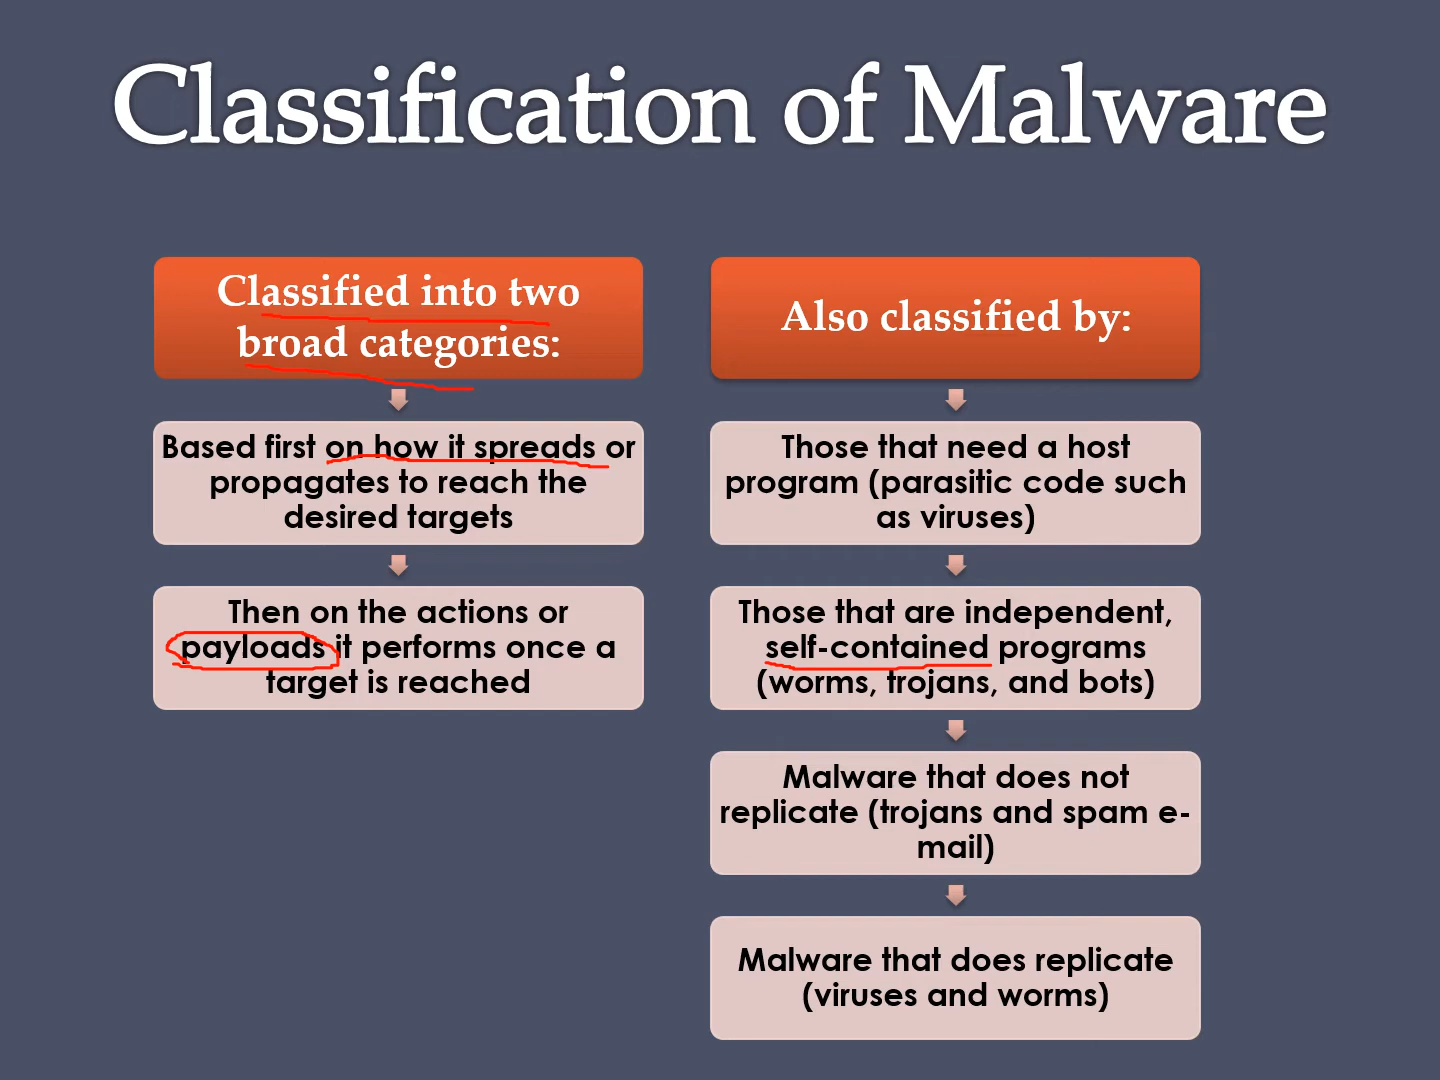 Classification of Malware
Classified into two
broad categories:
Based first on how it spreads or
propagates to reach the
desired targets
Then on the actions or
payloads it performs once a
target is reached
Also classified by:
Those that need a host
program (parasitic code such
as viruses)
Those that are independent,
self-contained programs
(worms, trojans, and bots)
Malware that does not
replicate (trojans and spam e-
mail)
Malware that does replicate
(viruses and worms)